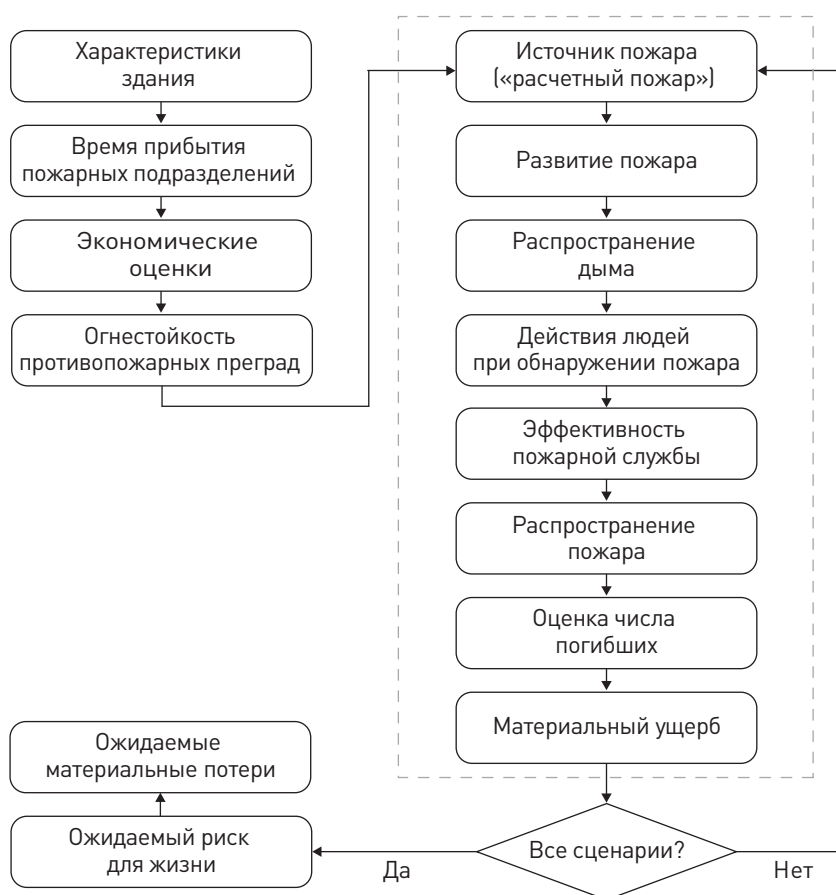 Характеристики
здания
Время прибытия
пожарных подразделений
Экономические
оценки
Огнестойкость
противопожарных преград
Источник пожара
(«расчетный пожар»)
Развитие пожара
Распространение
дыма
Действия людей
при обнаружении пожара
Эффективность
пожарной службы
Распространение
пожара
Оценка числа
погибших
Материальный ущерб
Все сценарии?
Да
Нет
Ожидаемый риск
для жизни
Ожидаемые
материальные потери